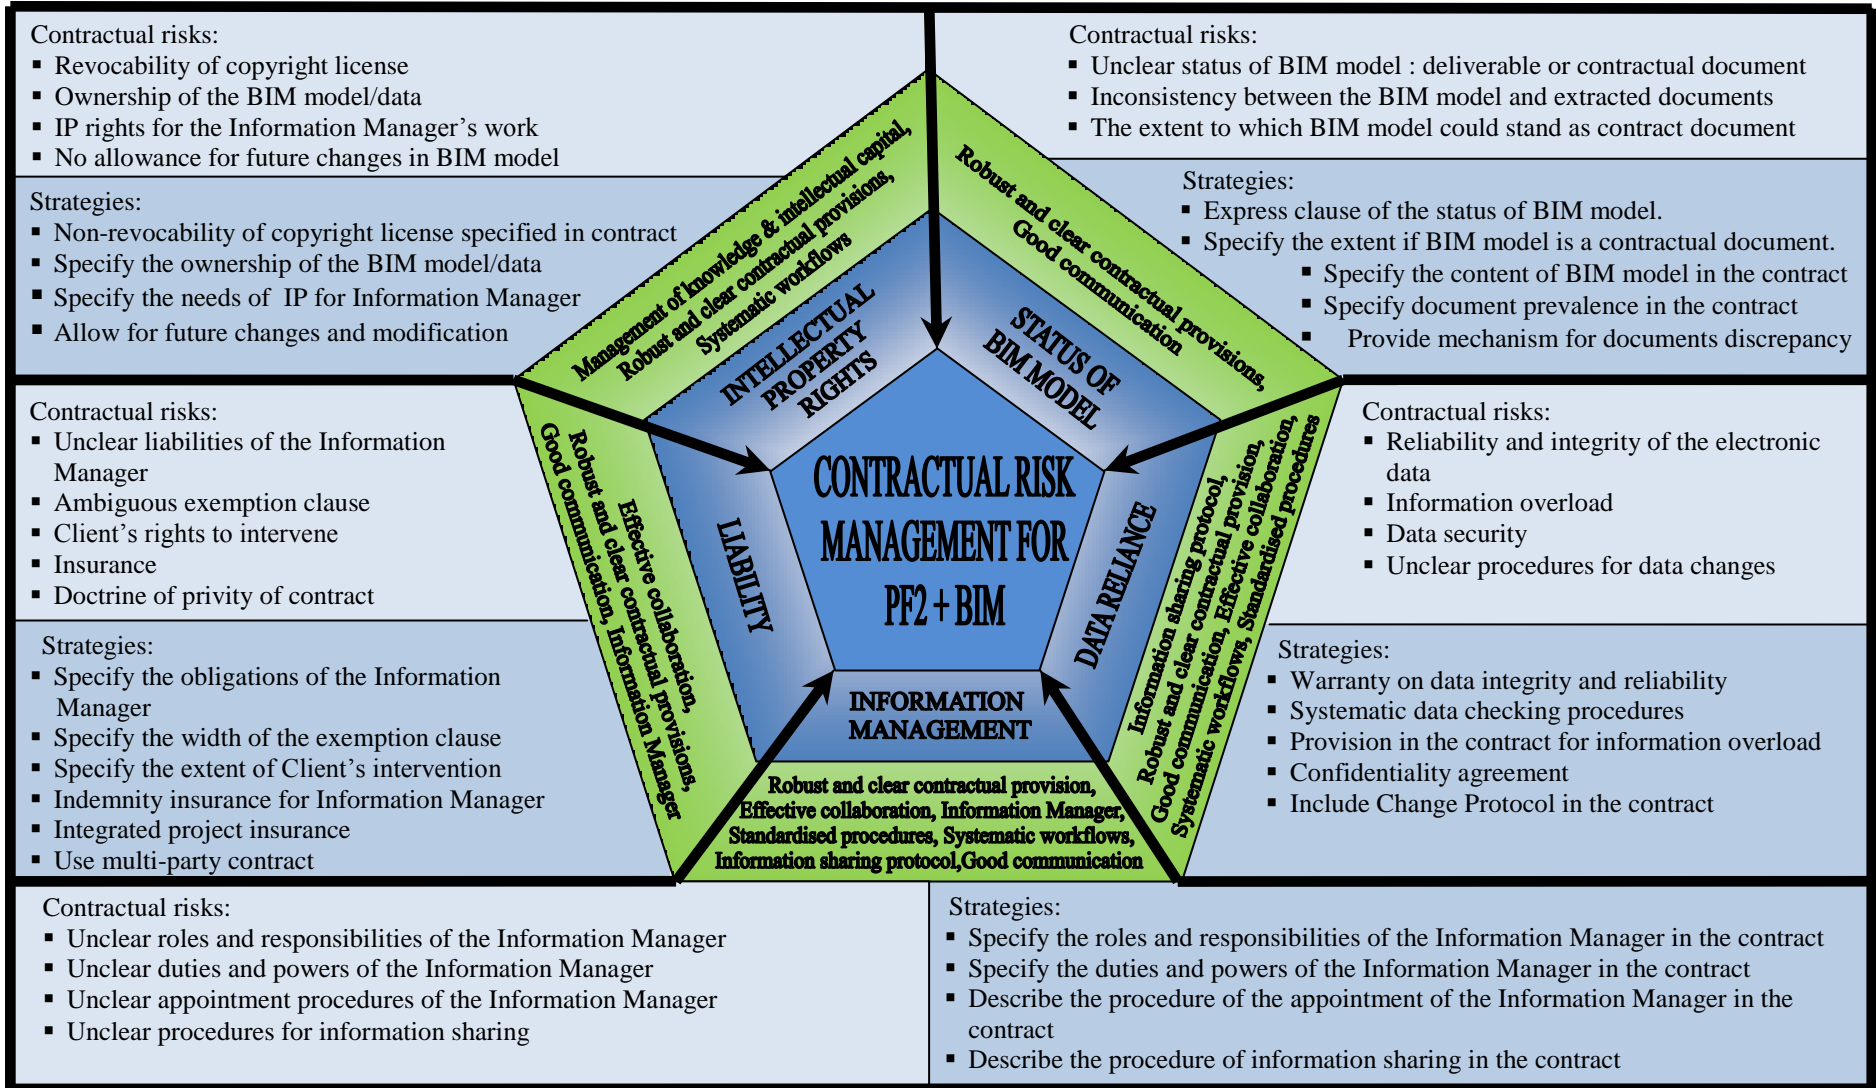 Contractual risks:
▪ Revocability of copyright license
▪ Ownership of the BIM model/data
▪ IP rights for the Information Manager’s work
▪ No allowance for future changes in BIM model
Strategies:
▪ Non-revocability of copyright license specified in contract
▪ Specify the ownership of the BIM model/data
▪ Specify the needs of IP for Information Manager
▪ Allow for future changes and modification
Contractual risks:
▪ Unclear status of BIM model : deliverable or contractual document
▪ Inconsistency between the BIM model and extracted documents
▪ The extent to which BIM model could stand as contract document
Strategies:
▪ Express clause of the status of BIM model.
▪ Specify the extent if BIM model is a contractual document.
▪ Specify the content of BIM model in the contract
▪ Specify document prevalence in the contract
▪ Provide mechanism for documents discrepancy
Management of knowledge & intellectual capital,
Robust and clear contractual provisions,
Systematic workflows
Robust and clear contractual provisions,
Good communication
INTELLECTUAL
PROPERTY
RIGHTS
STATUS OF
BIM MODEL
Contractual risks:
▪ Unclear liabilities of the Information
Manager
▪ Ambiguous exemption clause
▪ Client’s rights to intervene
▪ Insurance
▪ Doctrine of privity of contract
Strategies:
▪ Specify the obligations of the Information
Manager
▪ Specify the width of the exemption clause
▪ Specify the extent of Client’s intervention
▪ Indemnity insurance for Information Manager
▪ Integrated project insurance
▪ Use multi-party contract
Effective collaboration,
Robust and clear contractual provisions,
Good communication, Information Manager
LIABILITY
CONTRACTUAL RISK
MANAGEMENT FOR
PF2 + BIM
DATA RELIANCE
Information sharing protocol,
Robust and clear contractual provision,
Good communication, Effective collaboration,
Systematic workflows, Standardised procedures
Contractual risks:
▪ Reliability and integrity of the electronic
data
▪ Information overload
▪ Data security
▪ Unclear procedures for data changes
Strategies:
▪ Warranty on data integrity and reliability
▪ Systematic data checking procedures
▪ Provision in the contract for information overload
▪ Confidentiality agreement
▪ Include Change Protocol in the contract
INFORMATION
MANAGEMENT
Robust and clear contractual provision,
Effective collaboration, Information Manager,
Standardised procedures, Systematic workflows,
Information sharing protocol,Good communication
Contractual risks:
▪ Unclear roles and responsibilities of the Information Manager
▪ Unclear duties and powers of the Information Manager
▪ Unclear appointment procedures of the Information Manager
▪ Unclear procedures for information sharing
Strategies:
▪ Specify the roles and responsibilities of the Information Manager in the contract
▪ Specify the duties and powers of the Information Manager in the contract
▪ Describe the procedure of the appointment of the Information Manager in the
contract
▪ Describe the procedure of information sharing in the contract